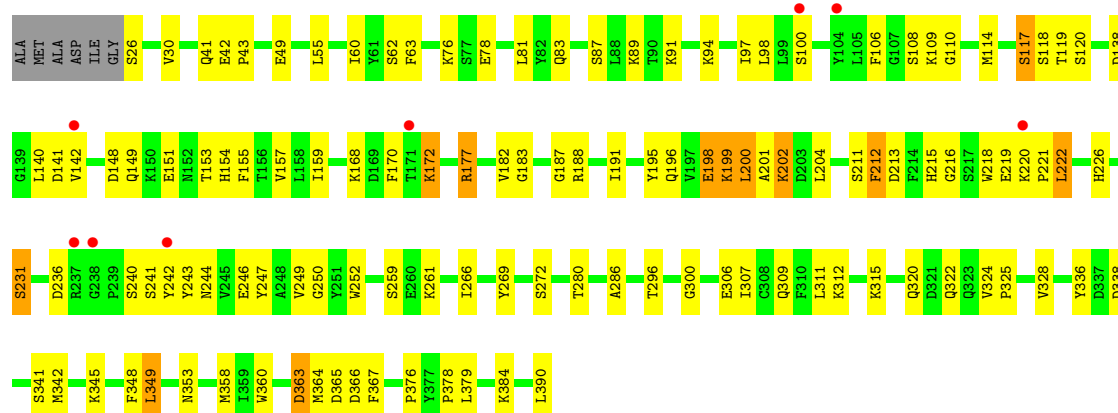 ALA MET ALA ASP ILE GLY S26 V30 Q41 E42 P43 E49 L55 I60 Y61 S62 F63 K76 S77 E78 L81 Y82 Q83 S87 L88 K89 T90 K91 K94 I97 L98 L99 S100 Y104 L105 F106 G107 S108 K109 G110 M114 S117 S118 T119 S120 D138
G139 L140 D141 V142 D148 Q149 K150 E151 N152 T153 H154 F155 T156 V157 L158 I159 K168 D169 F170 T171 K172 R177 V182 G183 G187 R188 I191 Y195 Q196 V197 E198 K199 L200 A201 K202 D203 L204 S211 F212 D213 F214 H215 G216 S217 W218 E219 K220 P221 L222 H226
S231 D236 R237 G238 P239 S240 S241 Y242 Y243 N244 V245 E246 Y247 A248 V249 G250 Y251 W252 S259 E260 K261 I266 Y269 S272 T280 A286 T296 G300 E306 I307 C308 Q309 F310 L311 K312 K315 Q320 D321 Q322 Q323 V324 P325 V328 Y336 D337 D338
S341 M342 K345 F348 L349 N353 M358 I359 W360 D363 M364 D365 D366 F367 P376 Y377 P378 L379 K384 L390